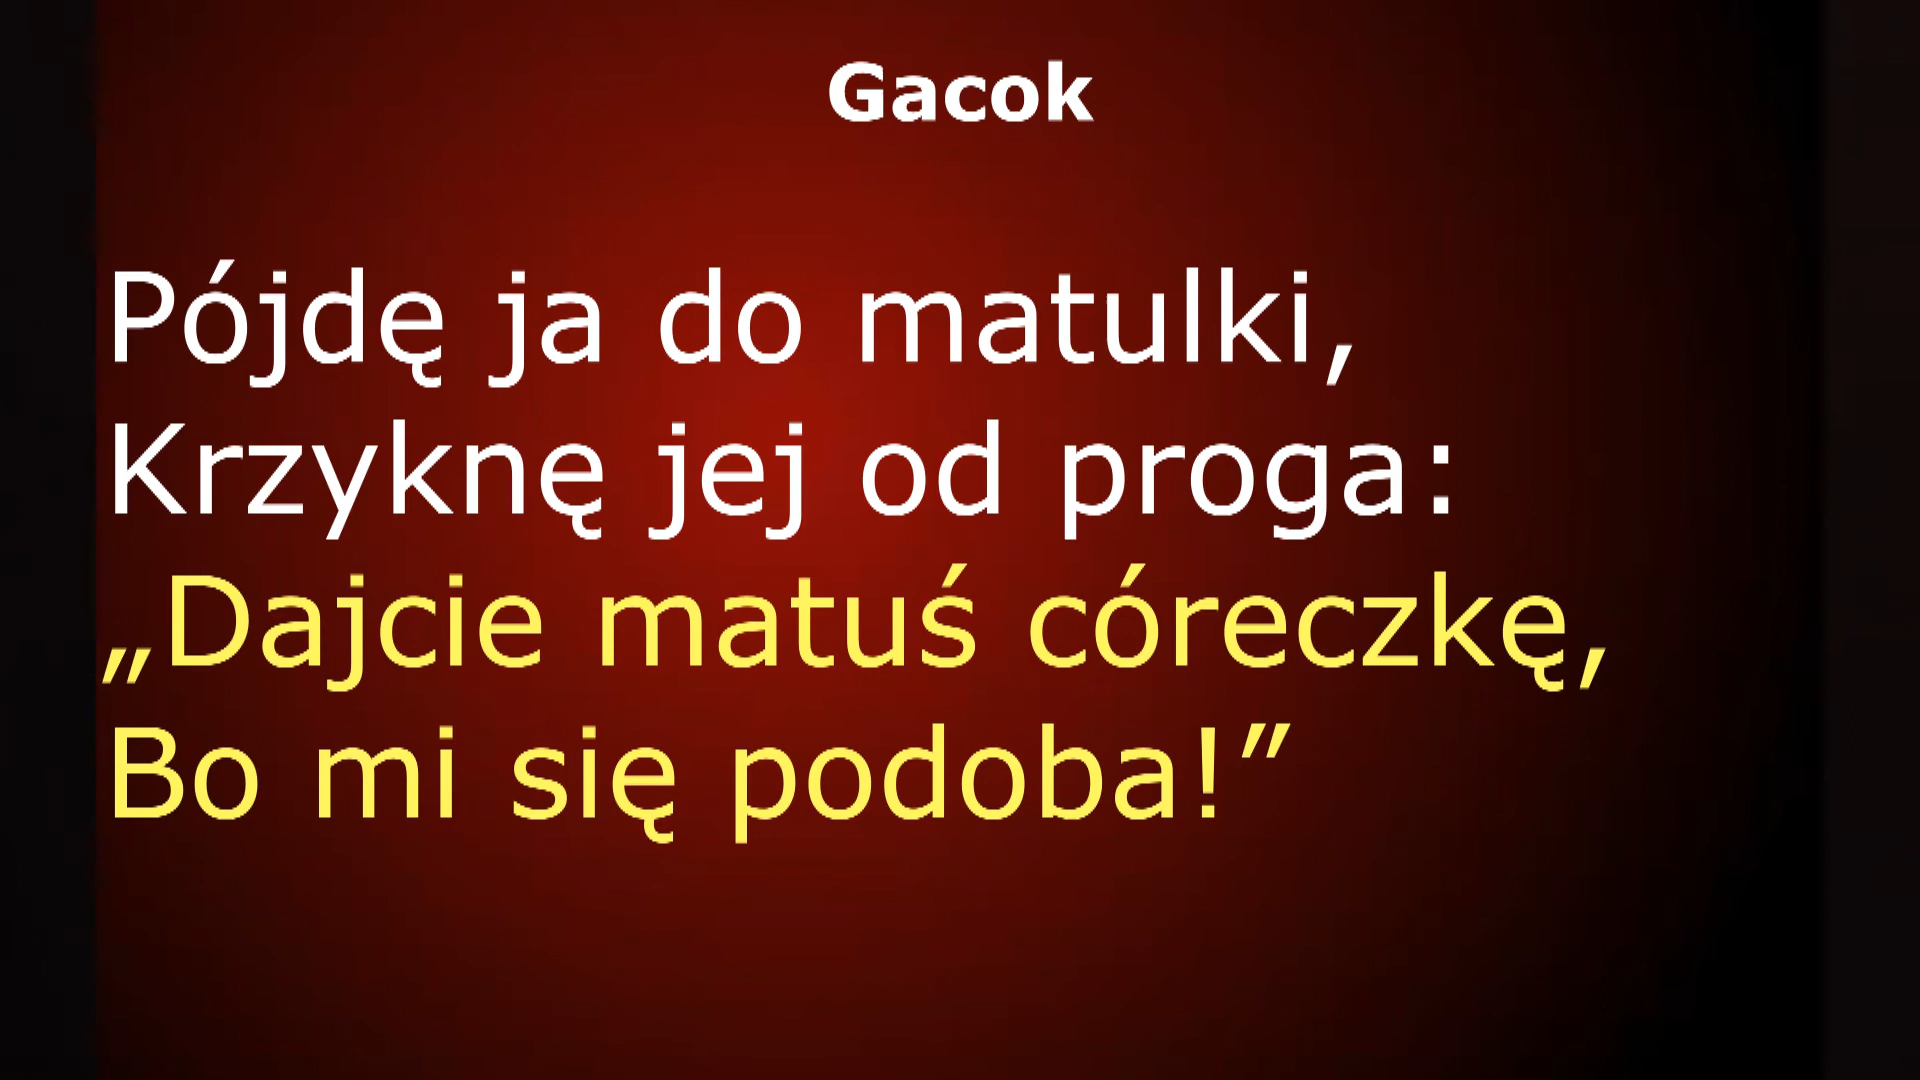 Gacok
Pójdę ja do matulki,
Krzyknę jej od proga:
„Dajcie matuś córeczkę,
Bo mi się podoba!”